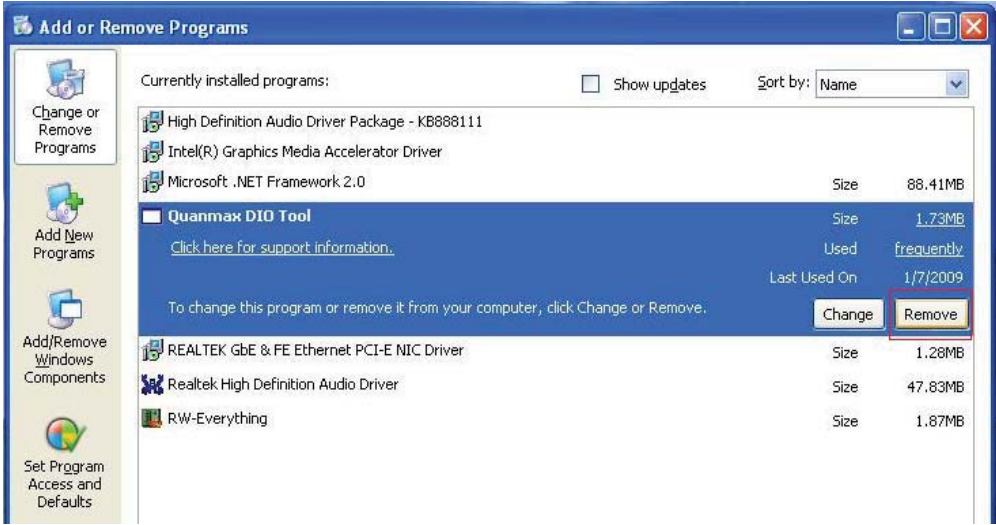 Add or Remove Programs
Change or
Remove
Programs
Add New
Programs
Add/Remove
Windows
Components
Set Program
Access and
Defaults
Currently installed programs:
Show updates
Sort by: Name
High Definition Audio Driver Package - KB888111
Intel(R) Graphics Media Accelerator Driver
Microsoft .NET Framework 2.0 Size 88.41MB
Quanmax DIO Tool Size 1.73MB
Click here for support information. Used frequently
Last Used On 1/7/2009
To change this program or remove it from your computer, click Change or Remove. Change Remove
REALTEK GbE & FE Ethernet PCI-E NIC Driver Size 1.28MB
Realtek High Definition Audio Driver Size 47.83MB
RW-Everything Size 1.87MB